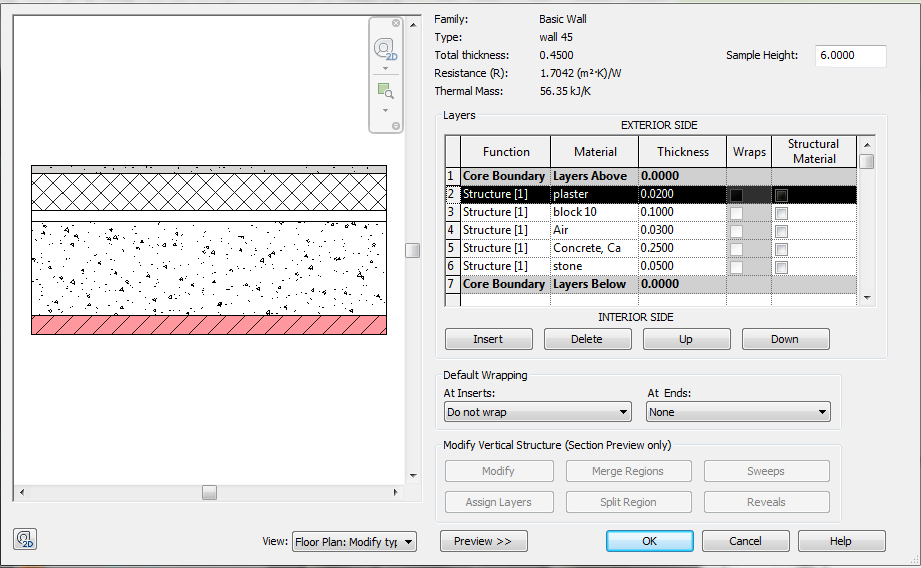 Family: Basic Wall
Type: wall 45
Total thickness: 0.4500 Sample Height: 6.0000
Resistance (R): 1.7042 (m²·K)/W
Thermal Mass: 56.35 kJ/K
2D
Layers
EXTERIOR SIDE
Function Material Thickness Wraps Structural Material
1 Core Boundary Layers Above 0.0000
2 Structure [1] plaster 0.0200
3 Structure [1] block 10 0.1000
4 Structure [1] Air 0.0300
5 Structure [1] Concrete, Ca 0.2500
6 Structure [1] stone 0.0500
7 Core Boundary Layers Below 0.0000
INTERIOR SIDE
Insert Delete Up Down
Default Wrapping
At Inserts: At Ends:
Do not wrap None
Modify Vertical Structure (Section Preview only)
Modify Merge Regions Sweeps
Assign Layers Split Region Reveals
2D View: Floor Plan: Modify typ Preview >> OK Cancel Help